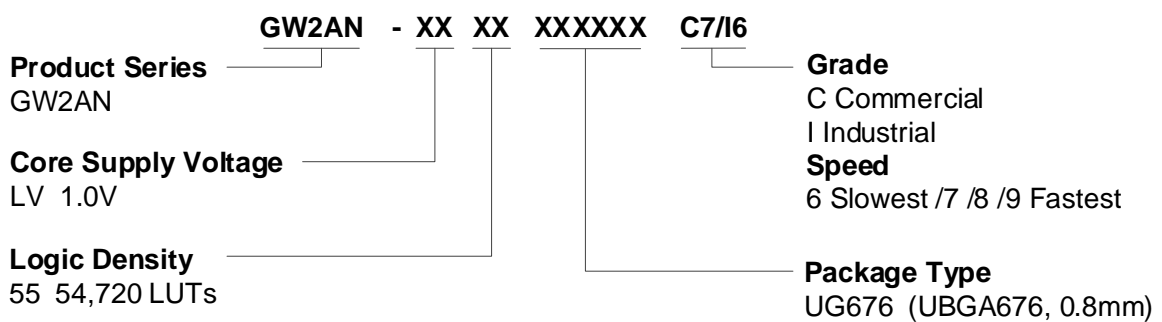 GW2AN - XX XX XXXXXX C7/I6
Product Series
GW2AN
Core Supply Voltage
LV 1.0V
Logic Density
55 54,720 LUTs
Grade
C Commercial
I Industrial
Speed
6 Slowest /7 /8 /9 Fastest
Package Type
UG676 (UBGA676, 0.8mm)